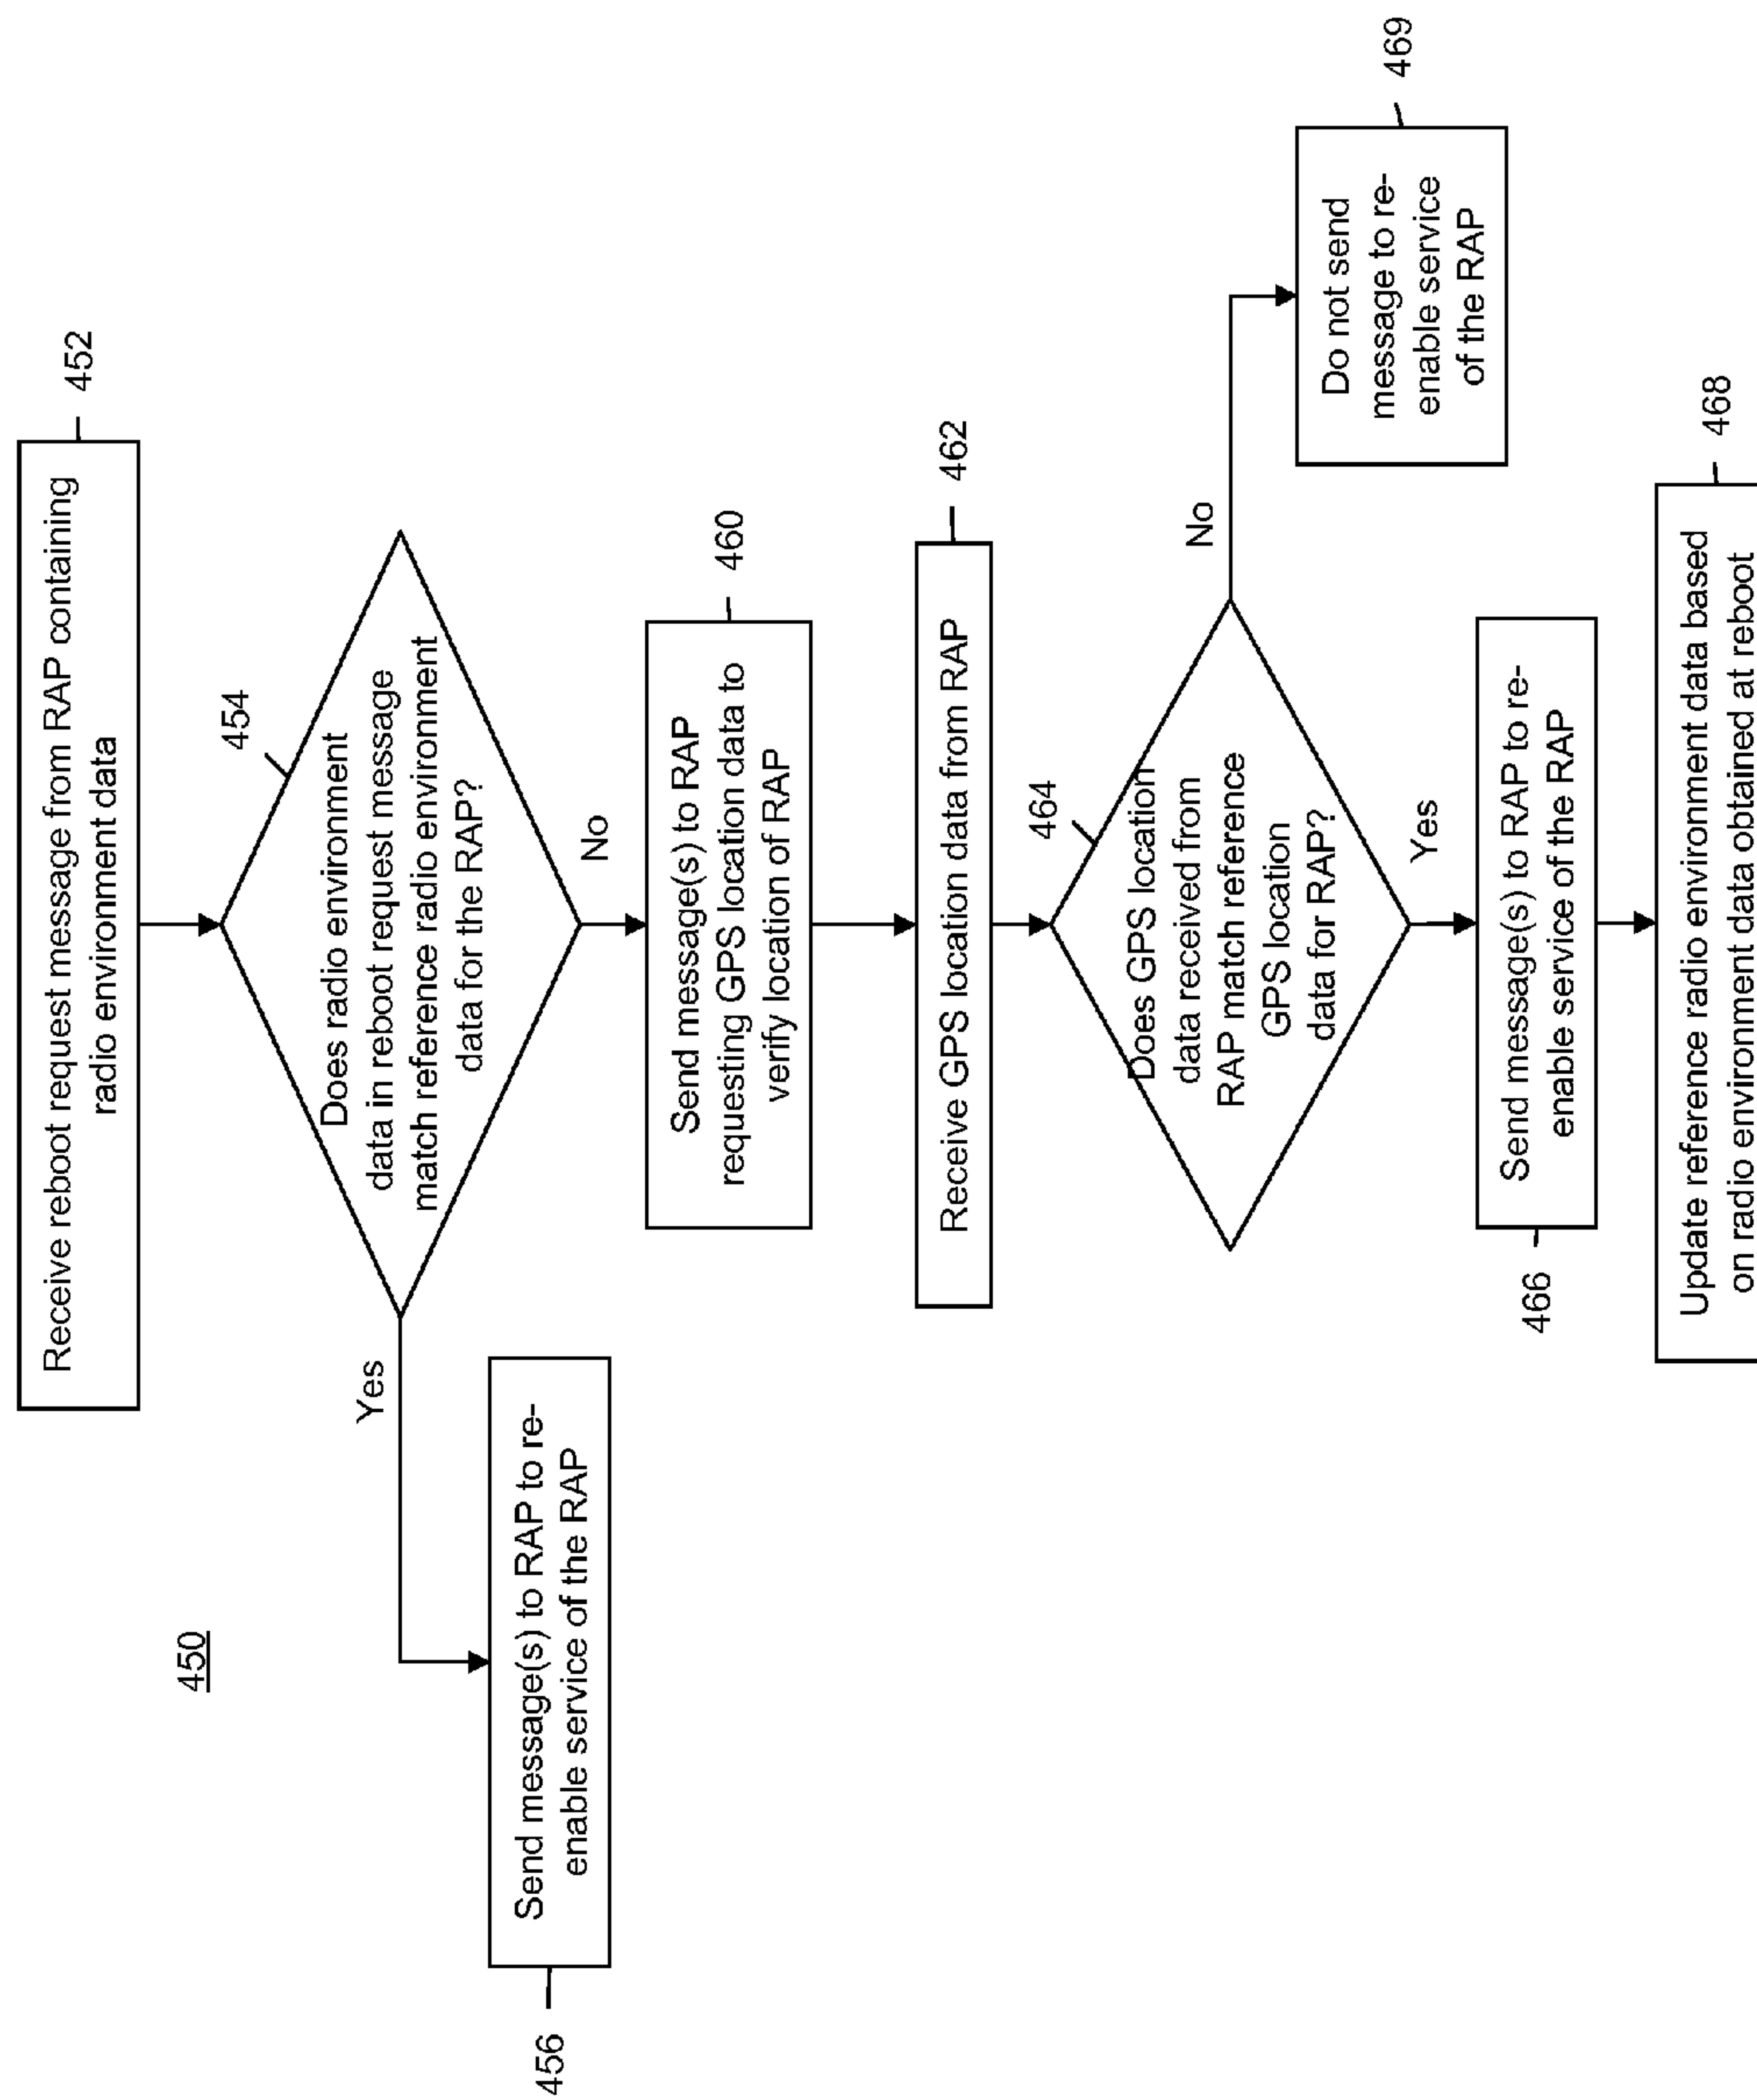 450
Receive reboot request message from RAP containing
radio environment data
452
454
Does radio environment
data in reboot request message
match reference radio environment
data for the RAP?
Yes
No
Send message(s) to RAP to re-
enable service of the RAP
456
Send message(s) to RAP
requesting GPS location data to
verify location of RAP
460
Receive GPS location data from RAP
462
464
Does GPS location
data received from
RAP match reference
GPS location
data for RAP?
No
Yes
Do not send
message to re-
enable service
of the RAP
469
Send messsage(s) to RAP to re-
enable service of the RAP
466
Update reference radio environment data based
on radio environment data obtained at reboot
468